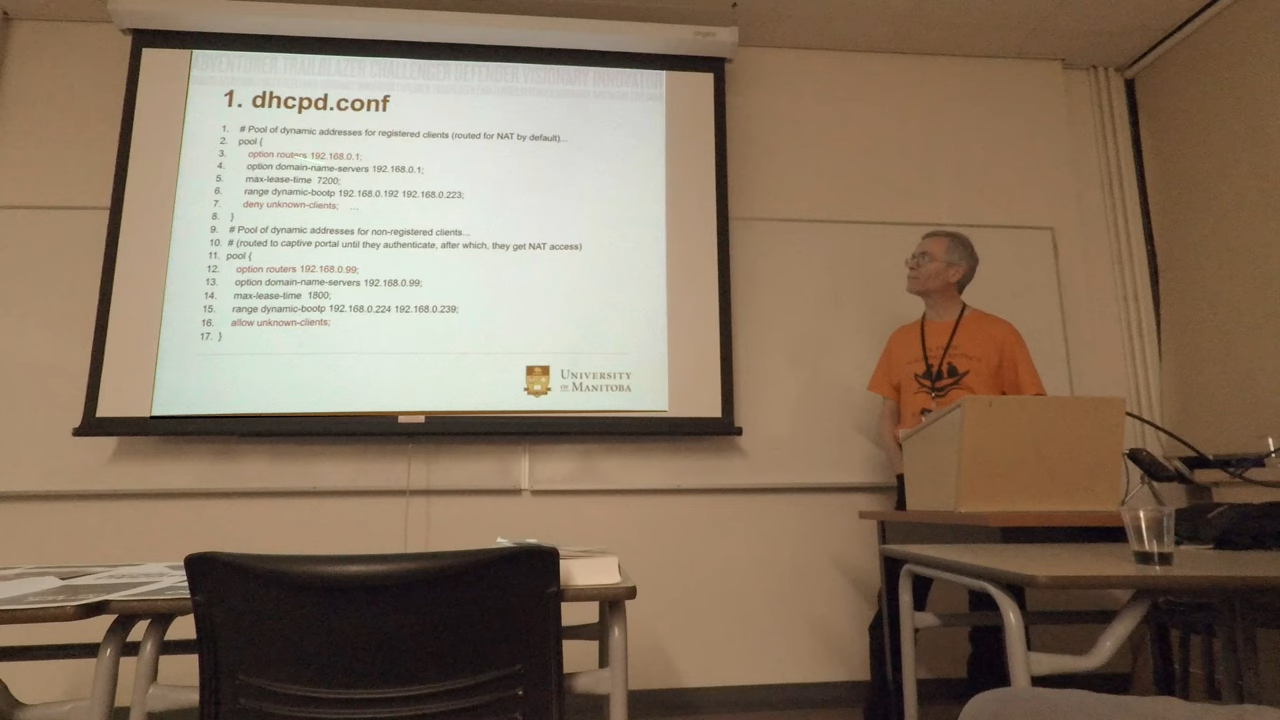 ADVENTURER TRAILBLAZER CHALLENGER DEFENDER VISIONARY INNOVATOR
1. dhcpd.conf
1. # Pool of dynamic addresses for registered clients (routed for NAT by default)...
2. pool {
3. option routers 192.168.0.1;
4. option domain-name-servers 192.168.0.1;
5. max-lease-time 7200;
6. range dynamic-bootp 192.168.0.192 192.168.0.223;
7. deny unknown-clients; ...
8. }
9. # Pool of dynamic addresses for non-registered clients...
10. # (routed to captive portal until they authenticate, after which, they get NAT access)
11. pool {
12. option routers 192.168.0.99;
13. option domain-name-servers 192.168.0.99;
14. max-lease-time 1800;
15. range dynamic-bootp 192.168.0.224 192.168.0.239;
16. allow unknown-clients;
17. }
UNIVERSITY
OF MANITOBA